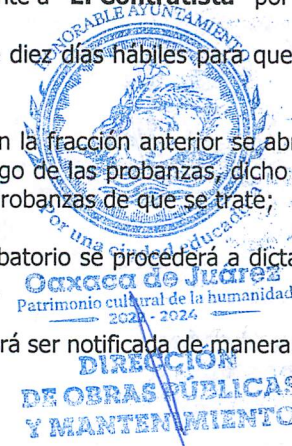 nte a "El Contratista" por
HONORABLE AYUNTAMIENTO
diez días hábiles para que
n la fracción anterior se abr
go de las probanzas, dicho
robanzas de que se trate;
Por una ciudad educadora
batorio se procederá a dicta
Oaxaca de Juárez
Patrimonio cultural de la humanidad
2022 - 2024
rá ser notificada de manera
DIRECCIÓN
DE OBRAS PÚBLICAS
Y MANTENIMIENTO